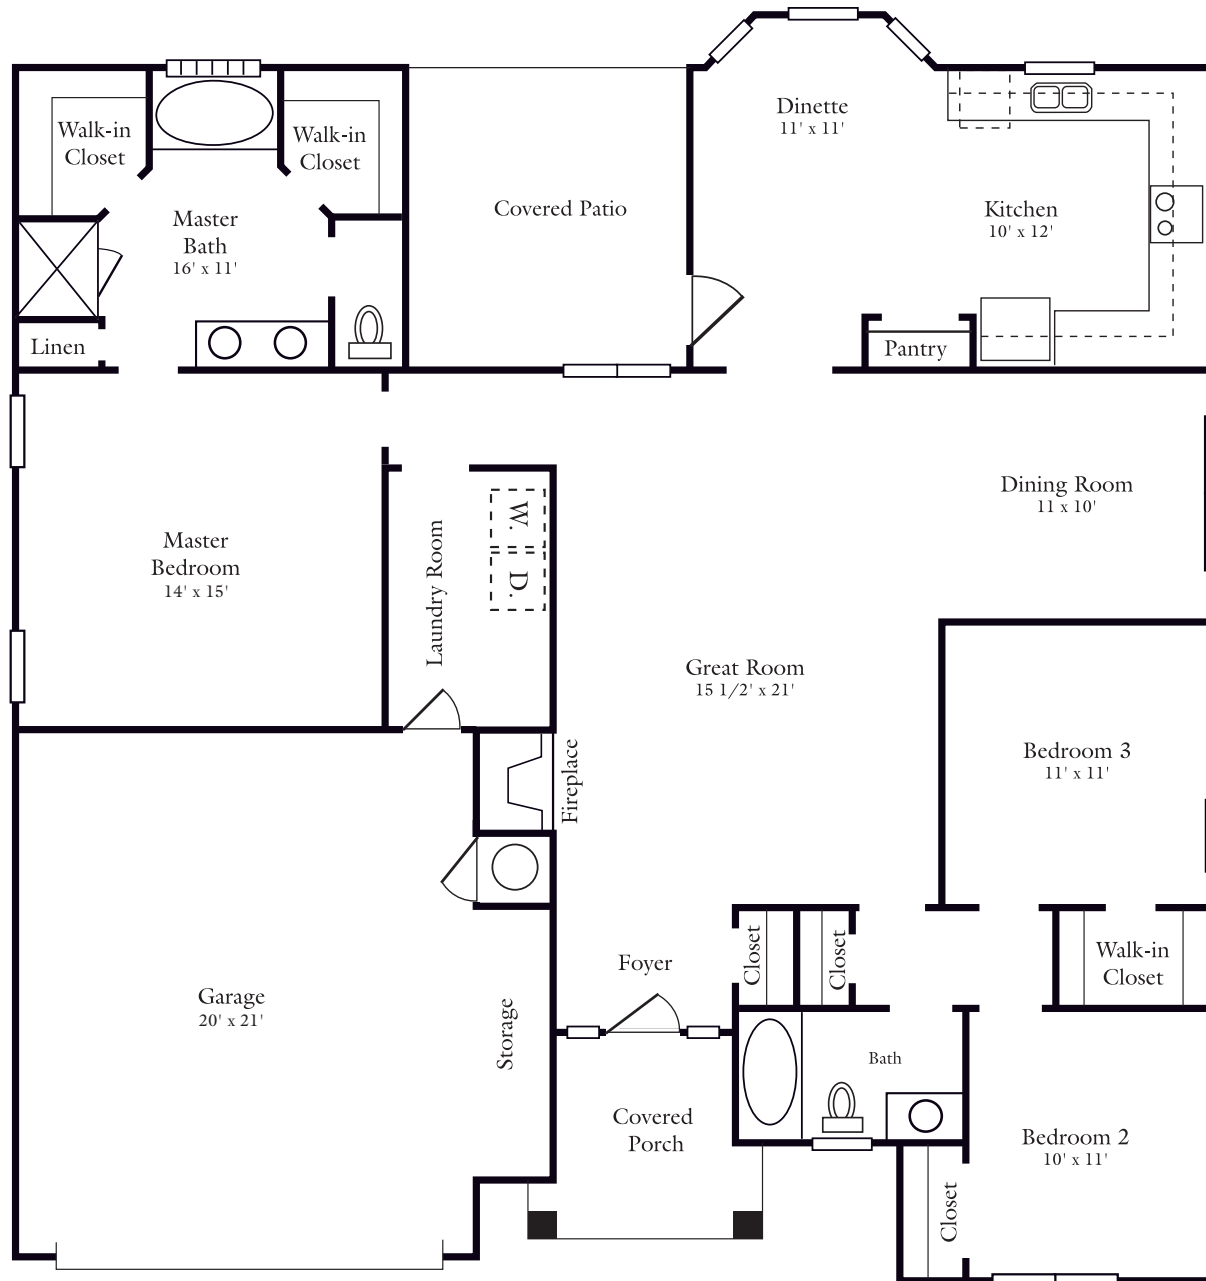 Dinette
11' x 11'
Walk-in
Closet
Walk-in
Closet
Covered Patio
Master
Bath
16' x 11'
Kitchen
10' x 12'
Linen
Pantry
Dining Room
11 x 10'
W.
D.
Laundry Room
Master
Bedroom
14' x 15'
Great Room
15 1/2' x 21'
Bedroom 3
11' x 11'
Fireplace
Closet
Closet
Walk-in
Closet
Foyer
Garage
20' x 21'
Storage
Bath
Covered
Porch
Bedroom 2
10' x 11'
Closet